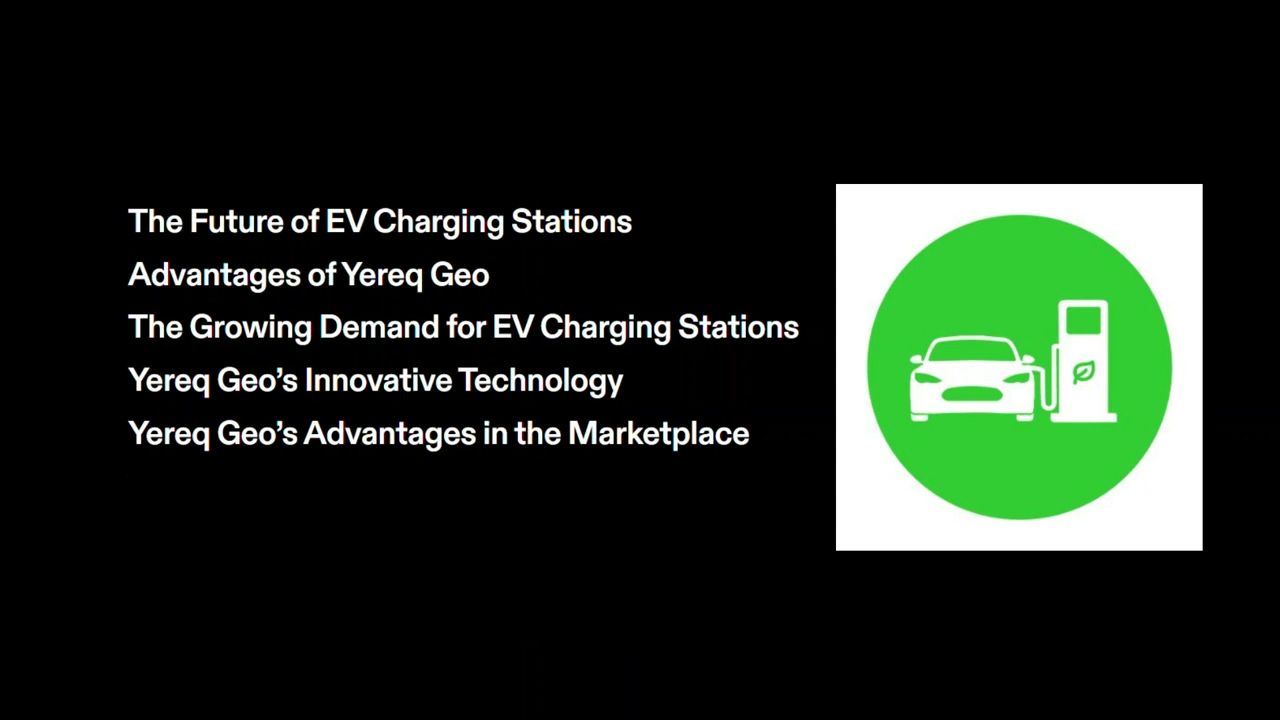 The Future of EV Charging Stations
Advantages of Yereq Geo
The Growing Demand for EV Charging Stations
Yereq Geo’s Innovative Technology
Yereq Geo’s Advantages in the Marketplace